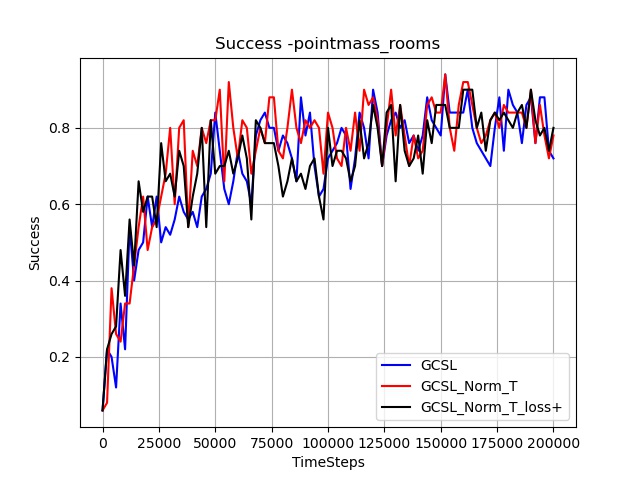 Success -pointmass_rooms
Success
0.8
0.6
0.4
0.2
GCSL
GCSL_Norm_T
GCSL_Norm_T_loss+
0 25000 50000 75000 100000 125000 150000 175000 200000
TimeSteps